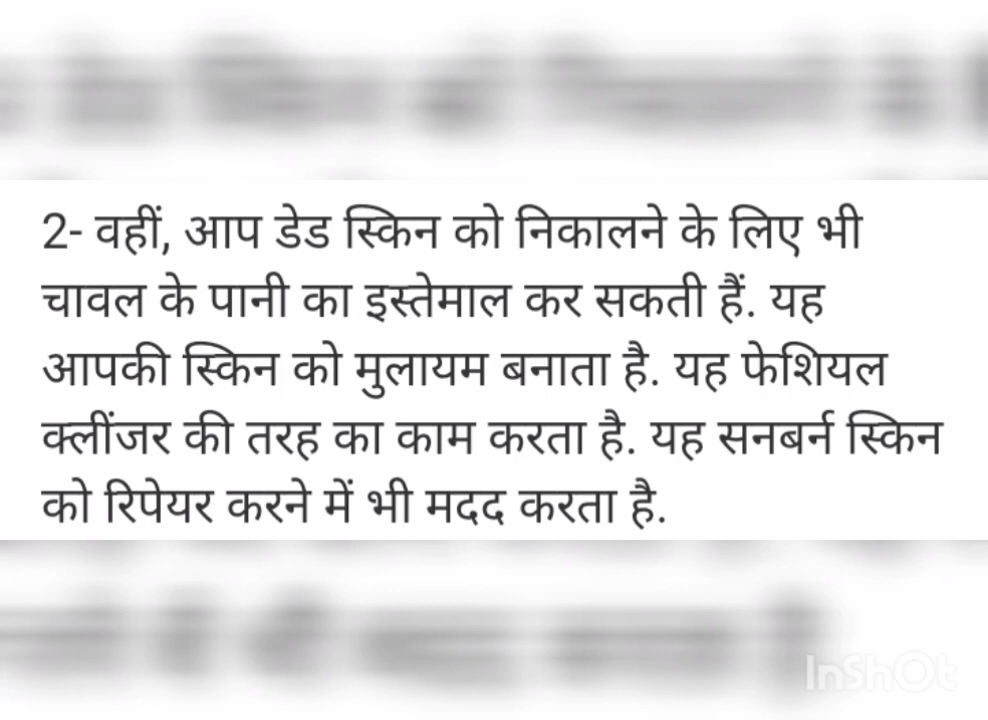 2- वहीं, आप डेड स्किन को निकालने के लिए भी
चावल के पानी का इस्तेमाल कर सकती हैं. यह
आपकी स्किन को मुलायम बनाता है. यह फेशियल
क्लींजर की तरह का काम करता है. यह सनबर्न स्किन
को रिपेयर करने में भी मदद करता है.
InShOt